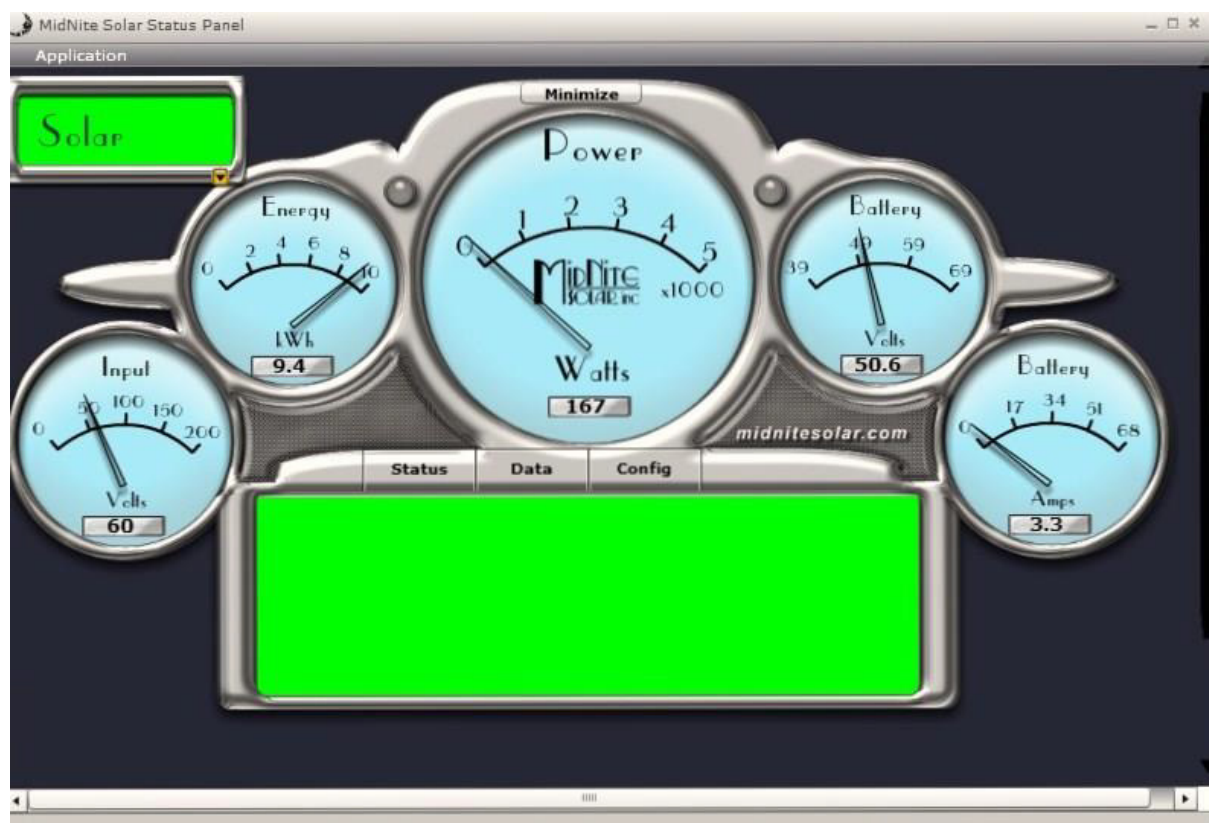 MidNite Solar Status Panel
Application
Solar
Minimize
Power
0 1 2 3 4 5
x1000
MidNite
SOLAR INC
Watts
167
Energy
0 2 4 6 8 10
kWh
9.4
Battery
39 49 59 69
Volts
50.6
Input
0 50 100 150 200
Volts
60
Battery
0 17 34 51 68
Amps
3.3
midnitesolar.com
Status Data Config